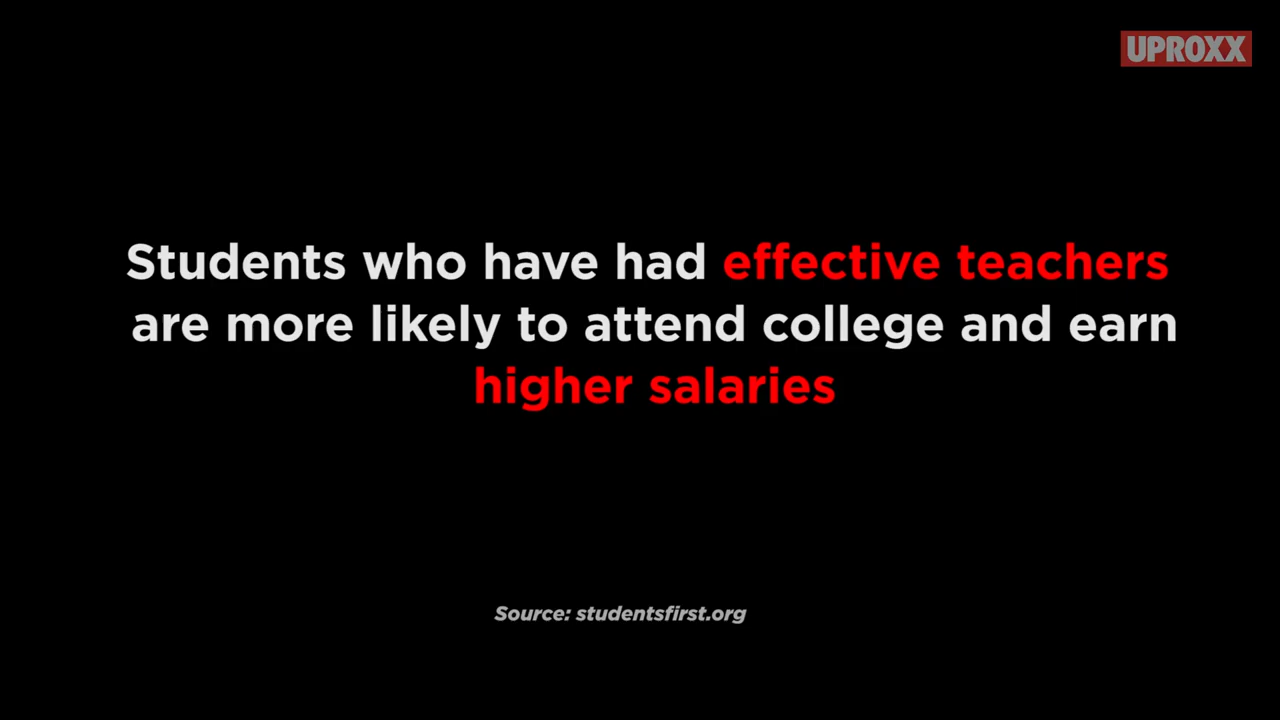 UPROXX
Students who have had effective teachers
are more likely to attend college and earn
higher salaries
Source: studentsfirst.org